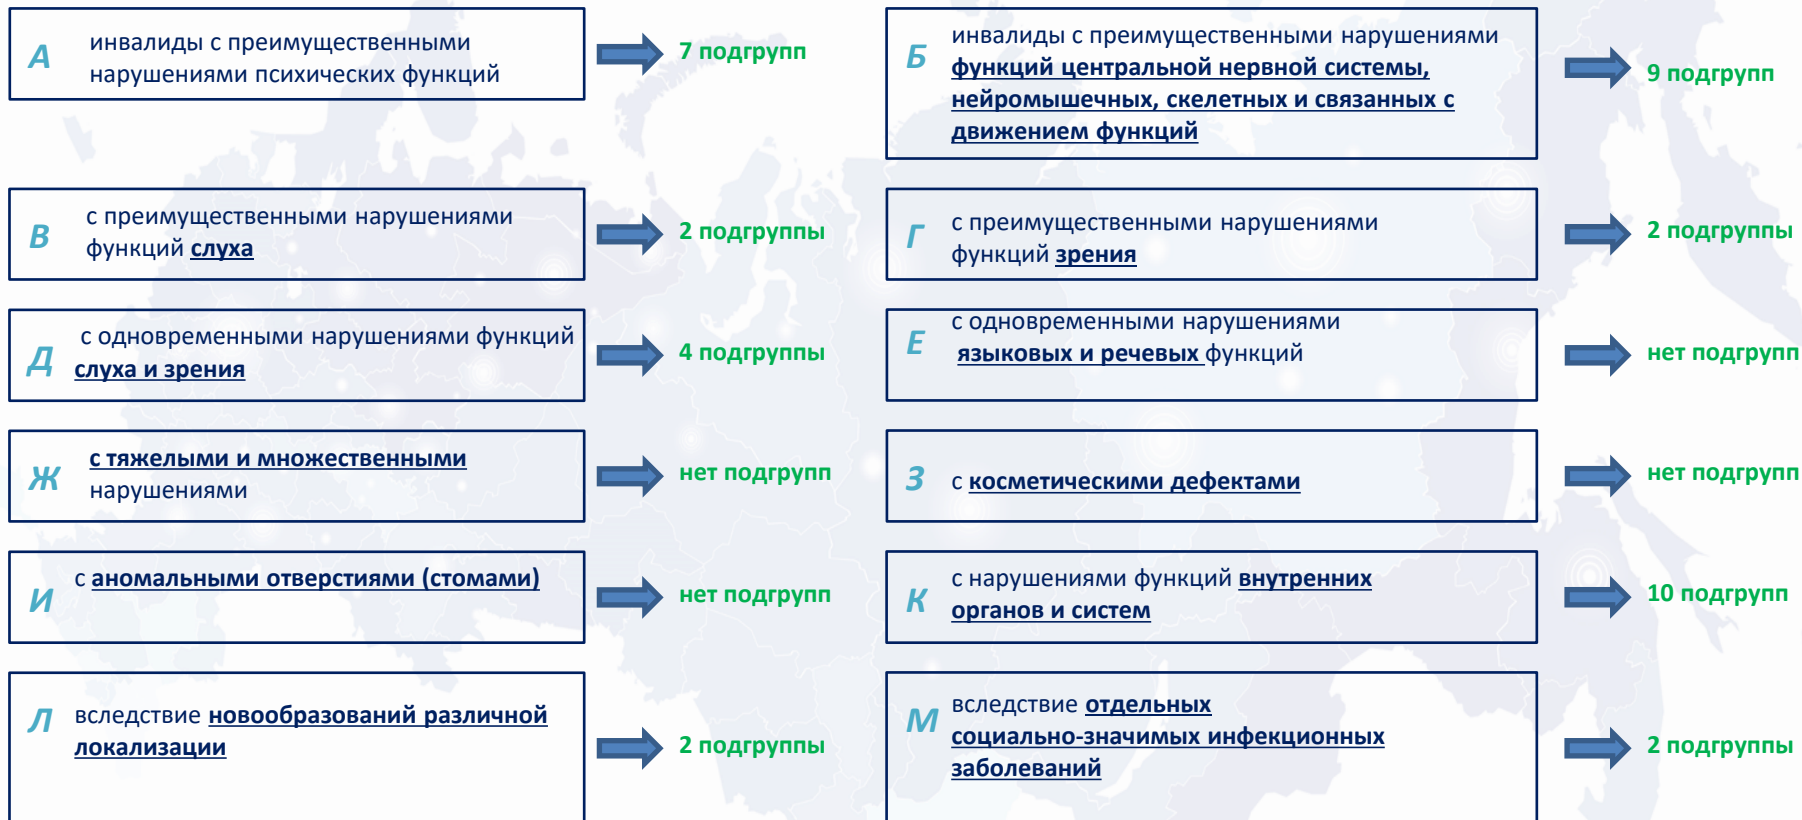 А
инвалиды с преимущественными
нарушениями психических функций
7 подгрупп
Б
инвалиды с преимущественными нарушениями
функций центральной нервной системы,
нейромышечных, скелетных и связанных с
движением функций
9 подгрупп
В
с преимущественными нарушениями
функций слуха
2 подгруппы
Г
с преимущественными нарушениями
функций зрения
2 подгруппы
Д
с одновременными нарушениями функций
слуха и зрения
4 подгруппы
Е
с одновременными нарушениями
языковых и речевых функций
нет подгрупп
Ж
с тяжелыми и множественными
нарушениями
нет подгрупп
З
с косметическими дефектами
нет подгрупп
И
с аномальными отверстиями (стомами)
нет подгрупп
К
с нарушениями функций внутренних
органов и систем
10 подгрупп
Л
вследствие новообразований различной
локализации
2 подгруппы
М
вследствие отдельных
социально-значимых инфекционных
заболеваний
2 подгруппы